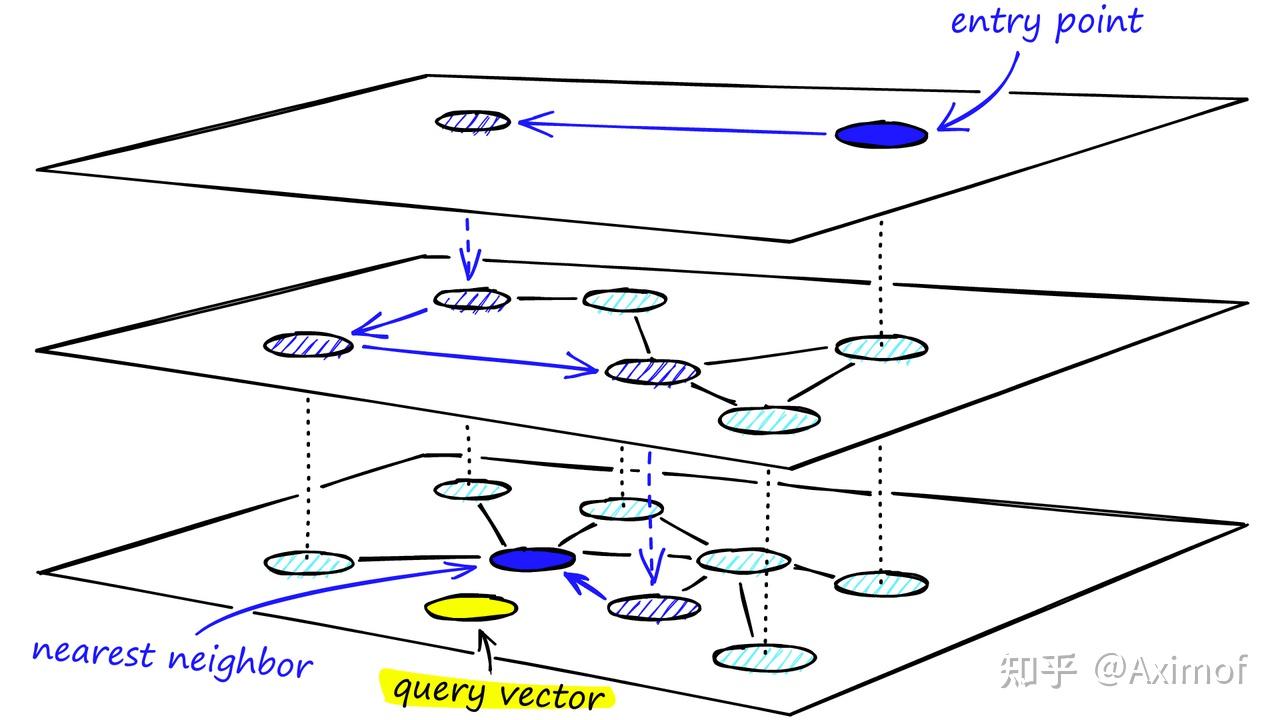 entry point
nearest neighbor
query vector
知乎 @Aximof